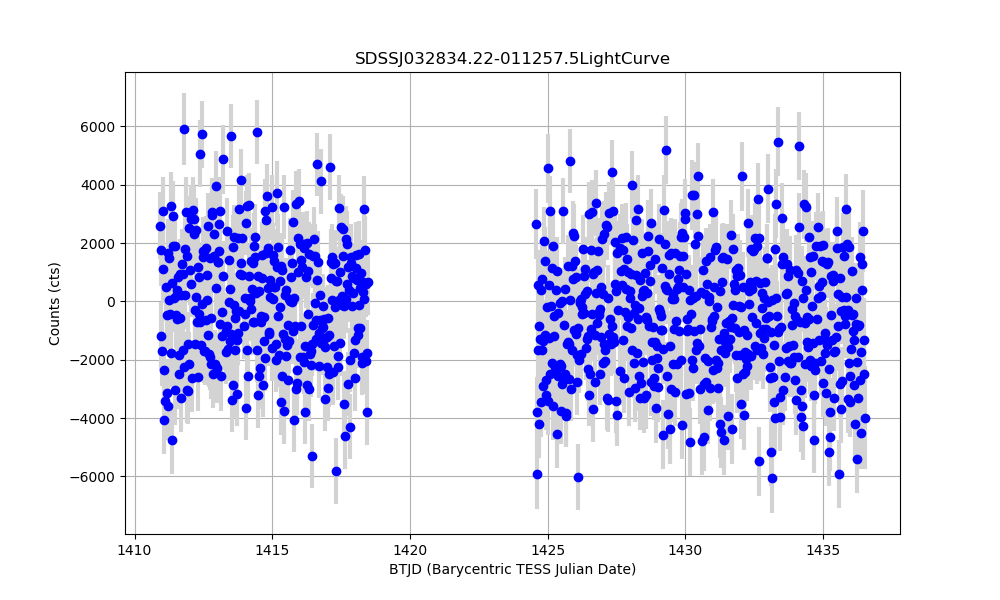 SDSSJ032834.22-011257.5LightCurve
6000
4000
2000
0
−2000
−4000
−6000
Counts (cts)
1410 1415 1420 1425 1430 1435
BTJD (Barycentric TESS Julian Date)